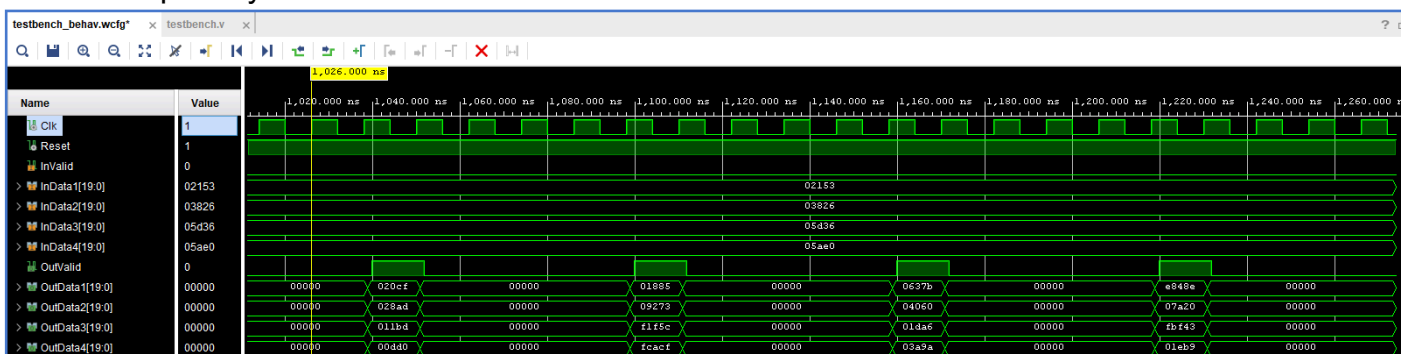 testbench_behav.wcfg* × testbench.v ×
?
1,026.000 ns
Name Value
1,020.000 ns 1,040.000 ns 1,060.000 ns 1,080.000 ns 1,100.000 ns 1,120.000 ns 1,140.000 ns 1,160.000 ns 1,180.000 ns 1,200.000 ns 1,220.000 ns 1,240.000 ns 1,260.000
Clk 1
Reset 1
InValid 0
> InData1[19:0] 02153 02153
> InData2[19:0] 03826 03826
> InData3[19:0] 05d36 05d36
> InData4[19:0] 05ae0 05ae0
OutValid 0
> OutData1[19:0] 00000 00000 020cf 00000 01885 00000 0637b 00000 e848e 00000
> OutData2[19:0] 00000 00000 028ad 00000 09273 00000 04060 00000 07a20 00000
> OutData3[19:0] 00000 00000 011bd 00000 f1f5c 00000 01da6 00000 fbf43 00000
> OutData4[19:0] 00000 00000 00dd0 00000 fcacf 00000 03a9a 00000 01eb9 00000